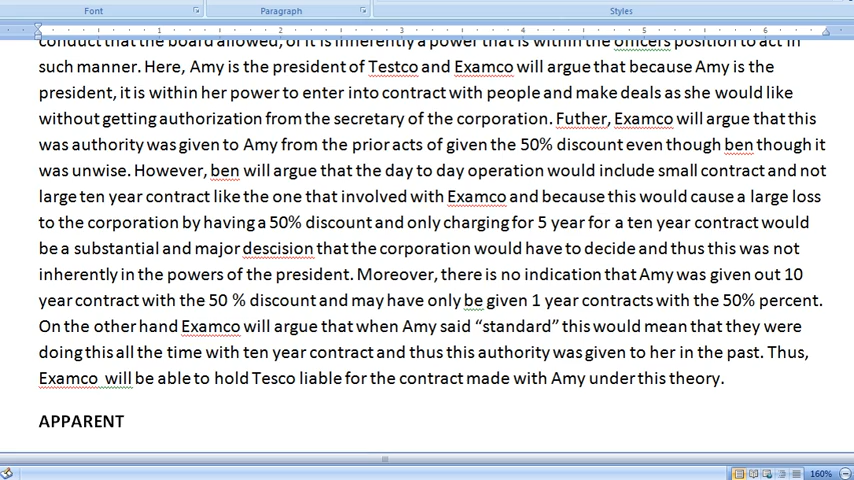 Font Paragraph Styles
1 2 3 4 5 6
conduct that the board allowed, or it is inherently a power that is within the officers position to act in
such manner. Here, Amy is the president of Testco and Examco will argue that because Amy is the
president, it is within her power to enter into contract with people and make deals as she would like
without getting authorization from the secretary of the corporation. Futher, Examco will argue that this
was authority was given to Amy from the prior acts of given the 50% discount even though ben though it
was unwise. However, ben will argue that the day to day operation would include small contract and not
large ten year contract like the one that involved with Examco and because this would cause a large loss
to the corporation by having a 50% discount and only charging for 5 year for a ten year contract would
be a substantial and major descision that the corporation would have to decide and thus this was not
inherently in the powers of the president. Moreover, there is no indication that Amy was given out 10
year contract with the 50 % discount and may have only be given 1 year contracts with the 50% percent.
On the other hand Examco will argue that when Amy said “standard” this would mean that they were
doing this all the time with ten year contract and thus this authority was given to her in the past. Thus,
Examco will be able to hold Tesco liable for the contract made with Amy under this theory.
APPARENT
160%